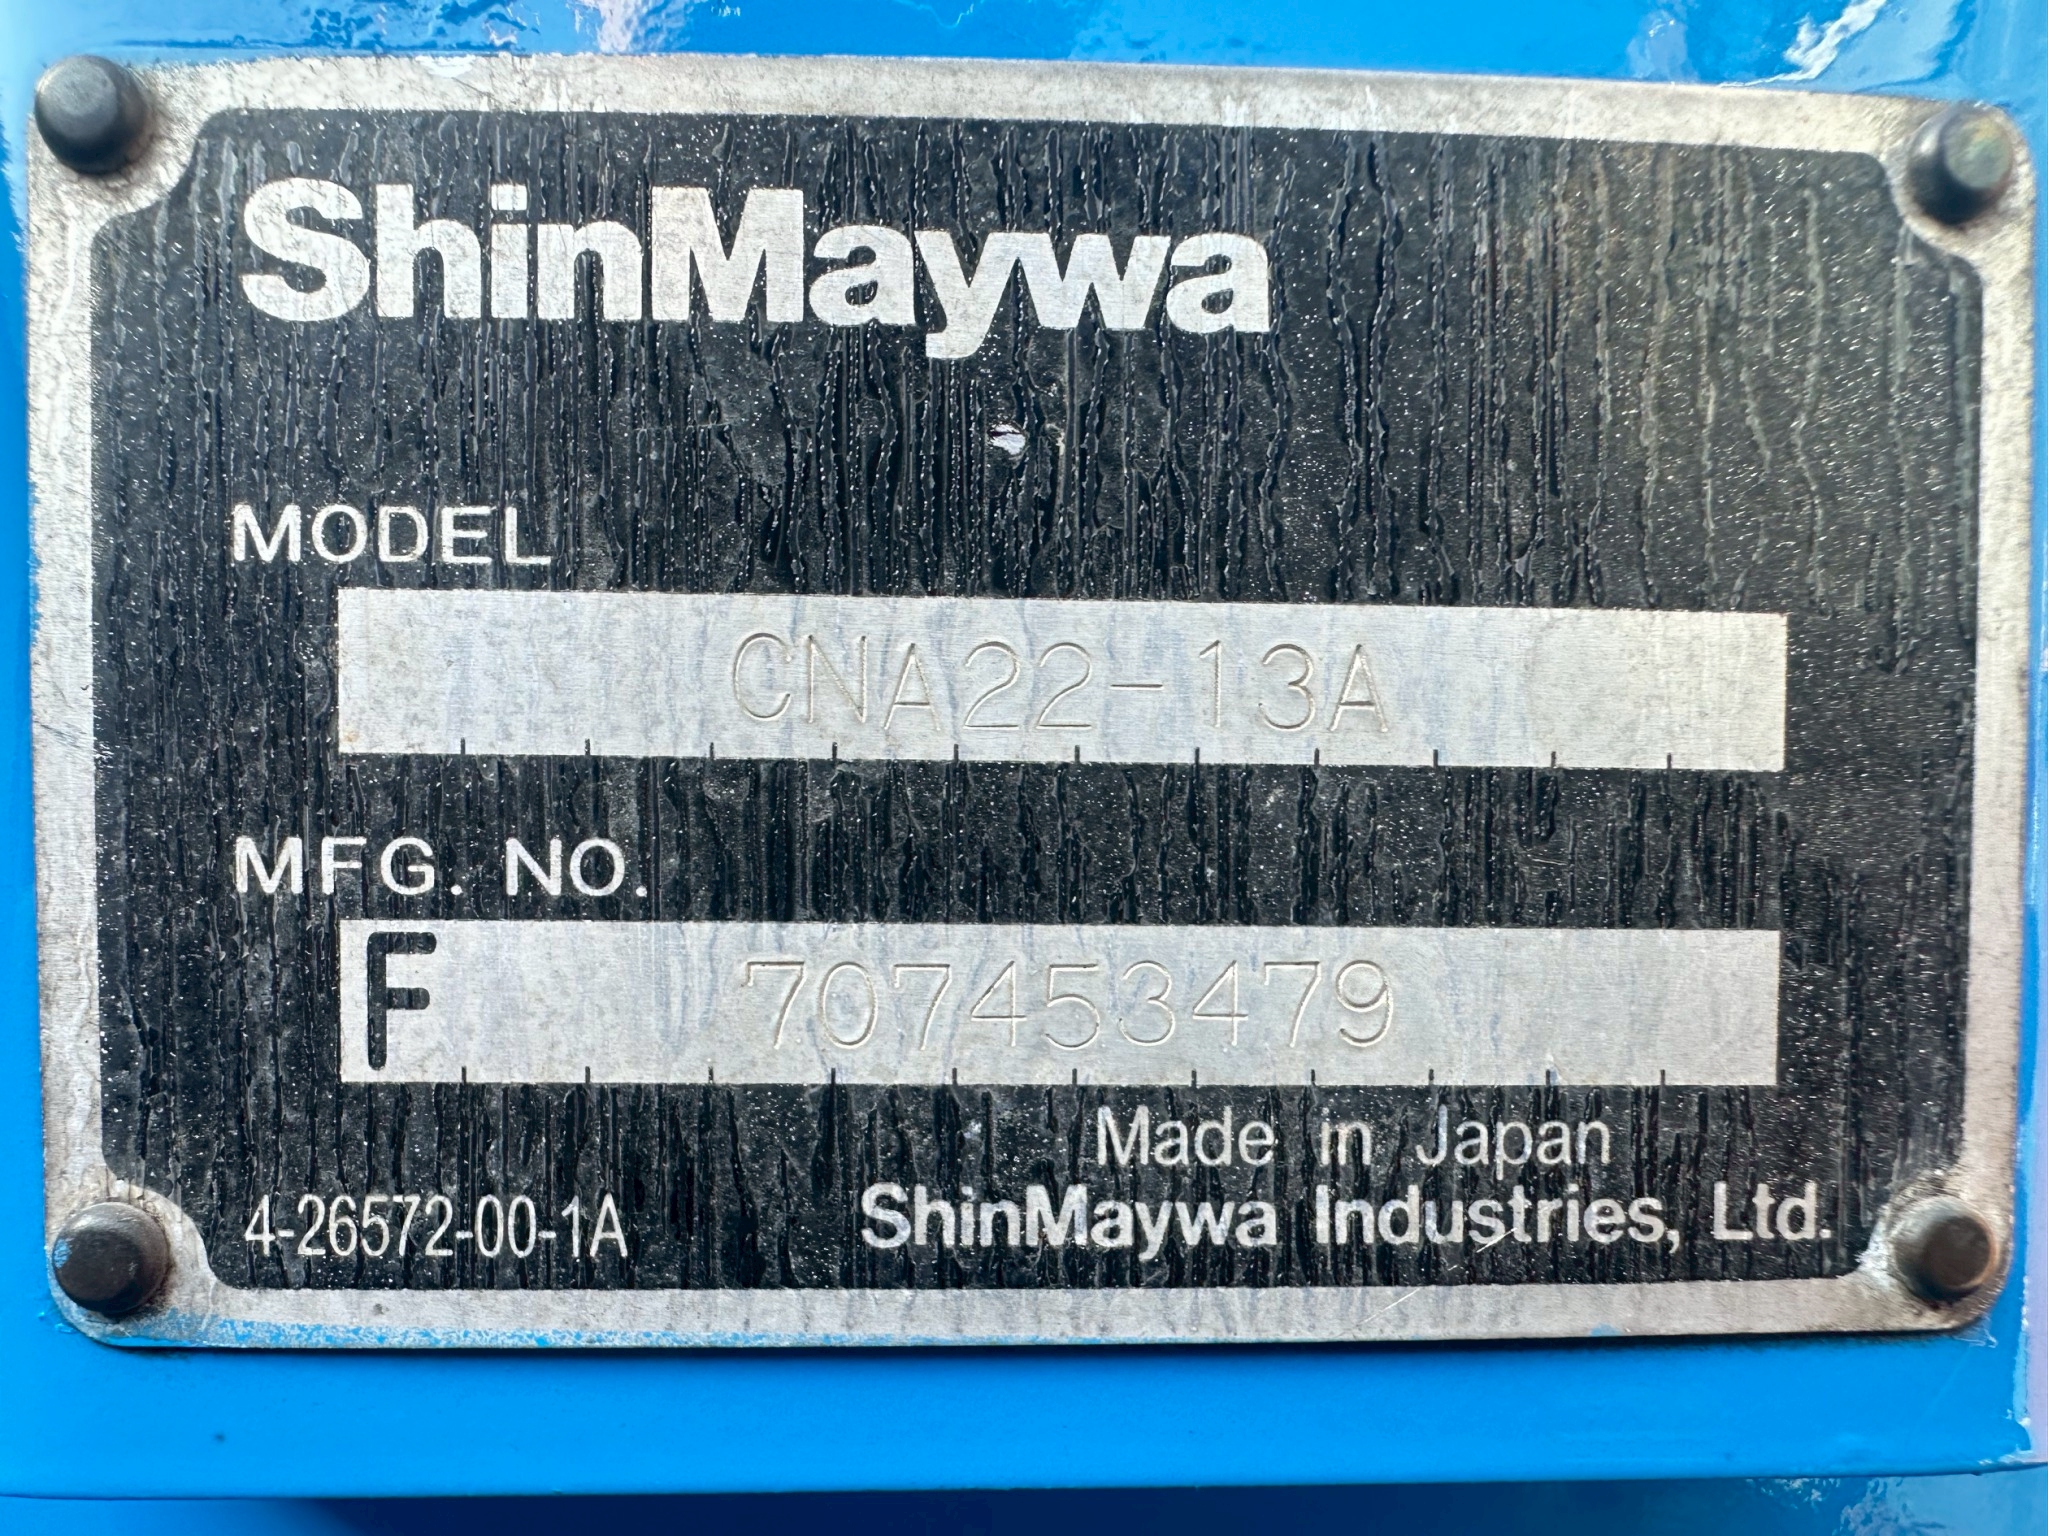 ShinMaywa
MODEL
CNA22-13A
MFG. NO.
F 707453479
Made in Japan
4-26572-00-1A ShinMaywa Industries, Ltd.